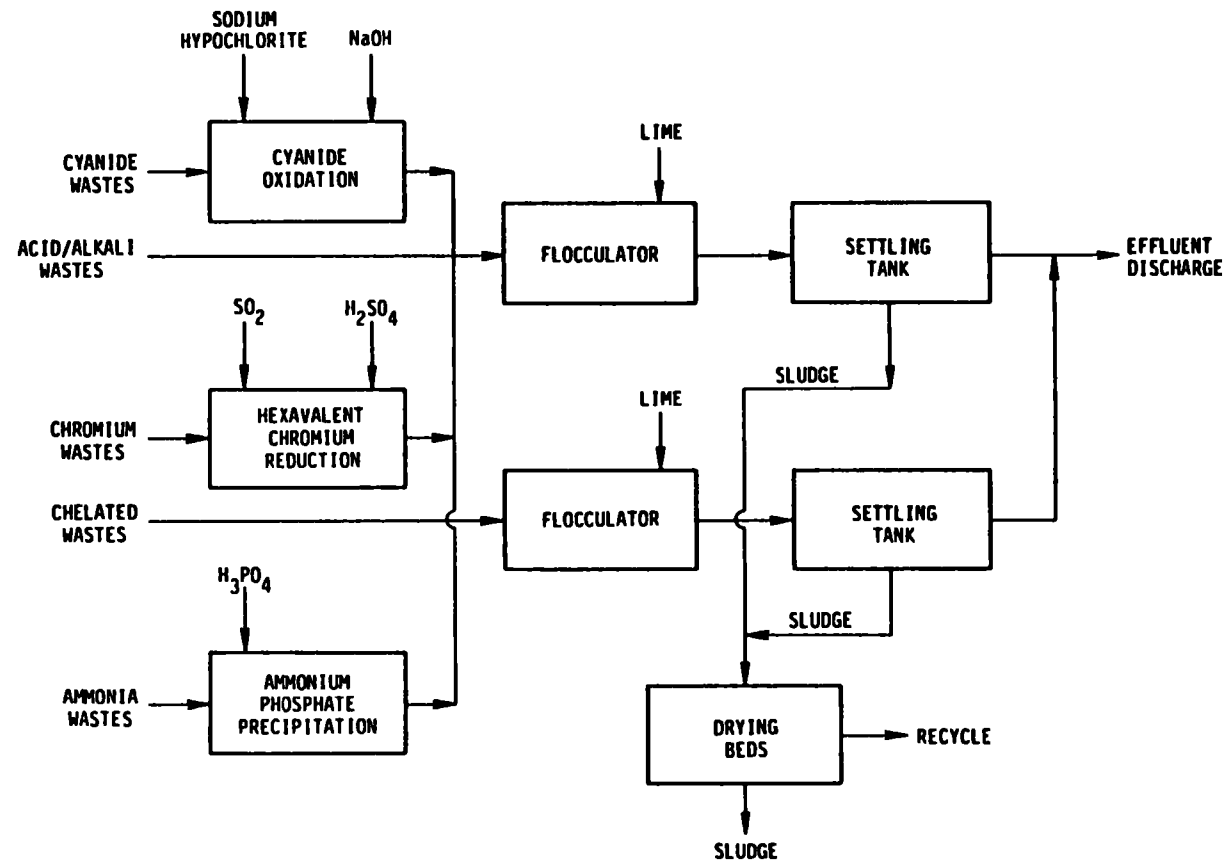 SODIUM
HYPOCHLORITE
NaOH
CYANIDE
WASTES
CYANIDE
OXIDATION
LIME
ACID/ALKALI
WASTES
FLOCCULATOR
SETTLING
TANK
EFFLUENT
DISCHARGE
SO2
H2SO4
SLUDGE
CHROMIUM
WASTES
HEXAVALENT
CHROMIUM
REDUCTION
LIME
CHELATED
WASTES
FLOCCULATOR
SETTLING
TANK
H3PO4
SLUDGE
AMMONIA
WASTES
AMMONIUM
PHOSPHATE
PRECIPITATION
DRYING
BEDS
RECYCLE
SLUDGE